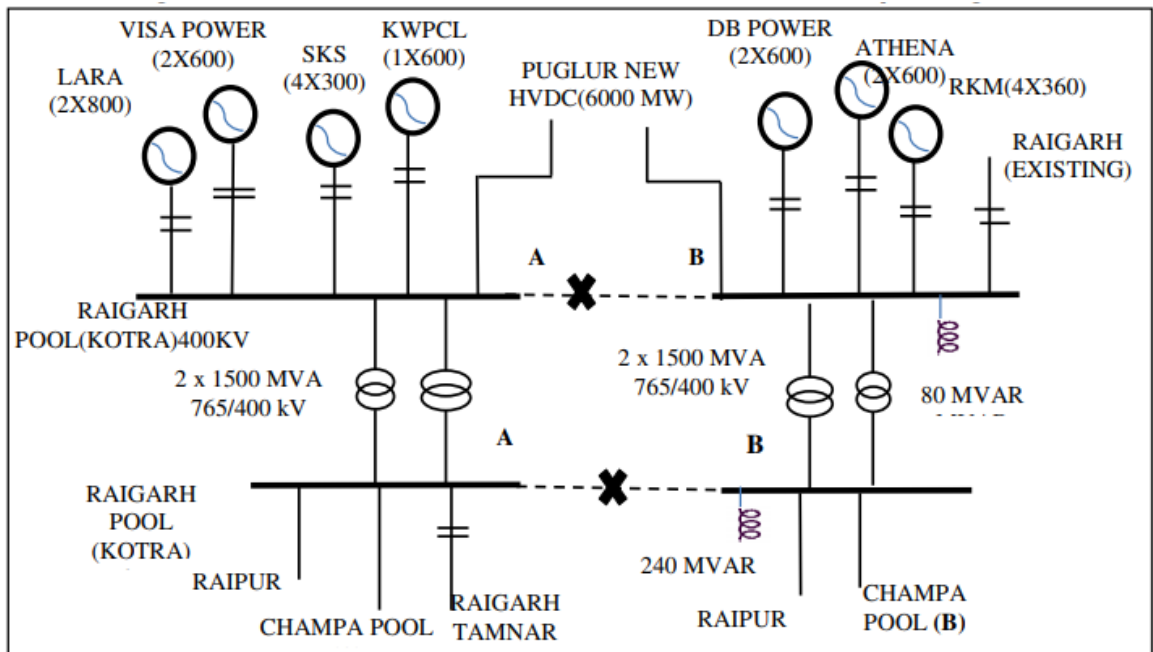 VISA POWER
(2X600)
KWPCL
(1X600)
SKS
(4X300)
LARA
(2X800)
PUGLUR NEW
HVDC(6000 MW)
DB POWER
(2X600)
ATHENA
(2X600)
RKM(4X360)
RAIGARH
(EXISTING)
A
B
RAIGARH
POOL(KOTRA)400KV
2 x 1500 MVA
765/400 kV
2 x 1500 MVA
765/400 kV
80 MVAR
A
B
RAIGARH
POOL
(KOTRA)
240 MVAR
RAIPUR
CHAMPA POOL
RAIGARH
TAMNAR
RAIPUR
CHAMPA
POOL (B)